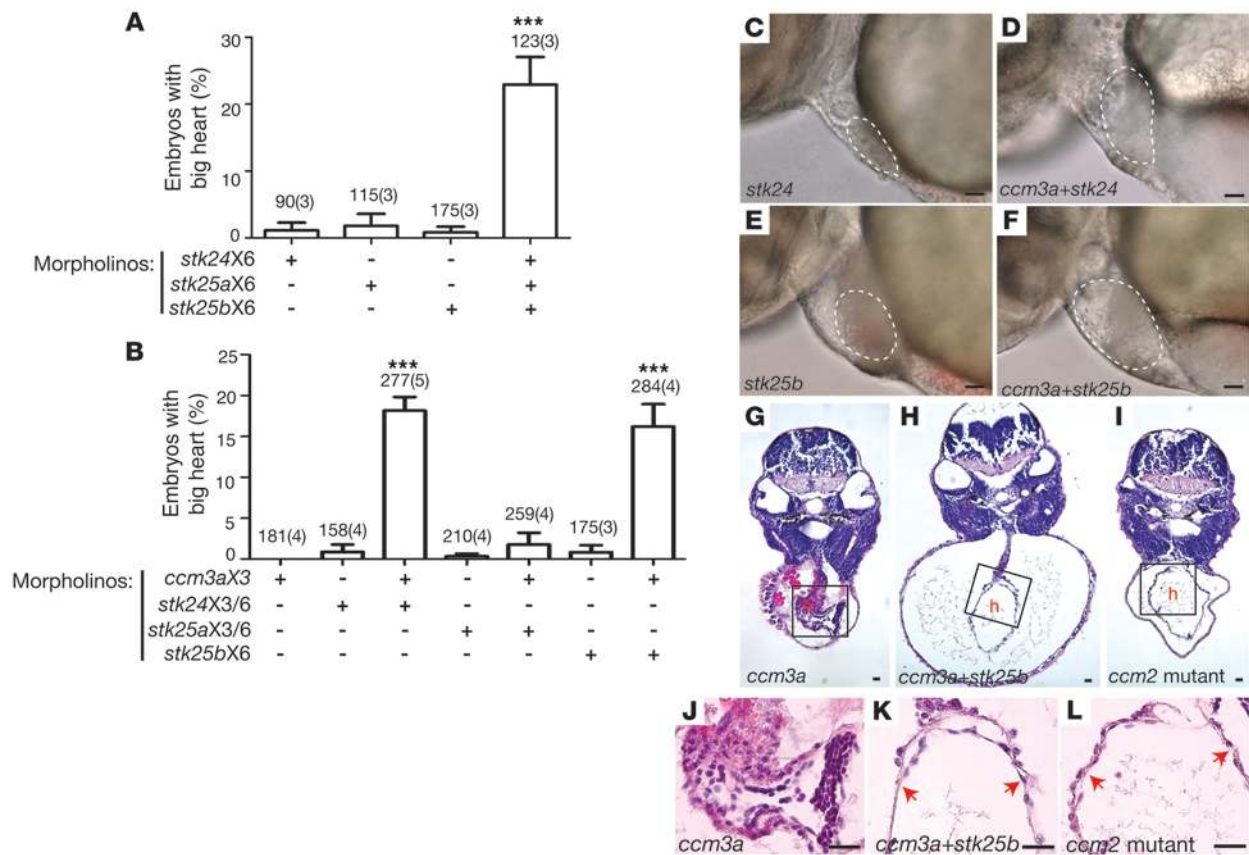 A
Embryos with
big heart (%)
30
20
10
0
90(3)
115(3)
175(3)
***
123(3)
Morpholinos:
stk24X6 + - - +
stk25aX6 - + - +
stk25bX6 - - + +
B
Embryos with
big heart (%)
25
20
15
10
5
0
181(4)
158(4)
***
277(5)
210(4)
259(4)
175(3)
***
284(4)
Morpholinos:
ccm3aX3 + - + - + - +
stk24X3/6 - + + - - - -
stk25aX3/6 - - - + + - -
stk25bX6 - - - - - + +
C
stk24
D
ccm3a+stk24
E
stk25b
F
ccm3a+stk25b
G
h
ccm3a
H
h
ccm3a+stk25b
I
h
ccm2 mutant
J
ccm3a
K
ccm3a+stk25b
L
ccm2 mutant